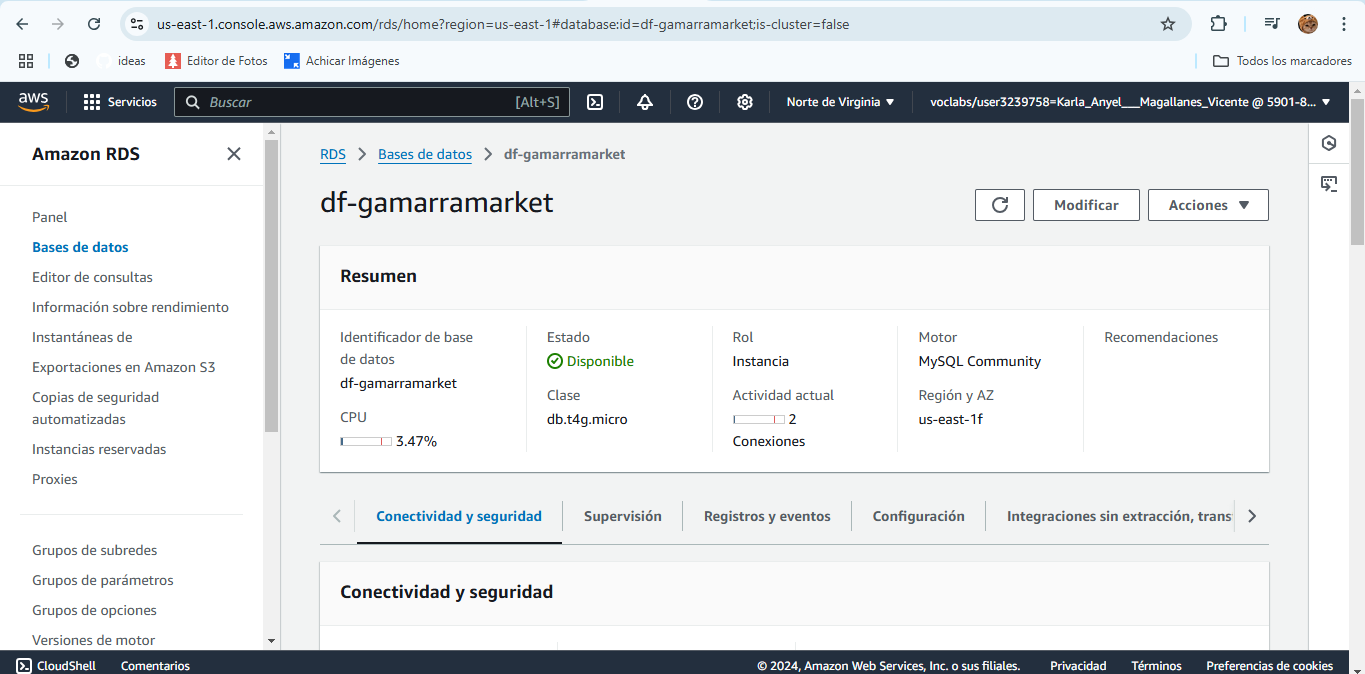 us-east-1.console.aws.amazon.com/rds/home?region=us-east-1#database:id=df-gamarramarket;is-cluster=false
ideas
Editor de Fotos
Achicar Imágenes
Todos los marcadores
aws
Servicios
Buscar
[Alt+S]
Norte de Virginia
voclabs/user3239758=Karla_Anyel___Magallanes_Vicente @ 5901-8...
Amazon RDS
Panel
Bases de datos
Editor de consultas
Información sobre rendimiento
Instantáneas de
Exportaciones en Amazon S3
Copias de seguridad
automatizadas
Instancias reservadas
Proxies
Grupos de subredes
Grupos de parámetros
Grupos de opciones
Versiones de motor
RDS
Bases de datos
df-gamarramarket
df-gamarramarket
Modificar
Acciones
Resumen
Identificador de base
de datos
df-gamarramarket
CPU
3.47%
Estado
Disponible
Clase
db.t4g.micro
Rol
Instancia
Actividad actual
2
Conexiones
Motor
MySQL Community
Región y AZ
us-east-1f
Recomendaciones
Conectividad y seguridad
Supervisión
Registros y eventos
Configuración
Integraciones sin extracción, trans
Conectividad y seguridad
CloudShell
Comentarios
© 2024, Amazon Web Services, Inc. o sus filiales.
Privacidad
Términos
Preferencias de cookies